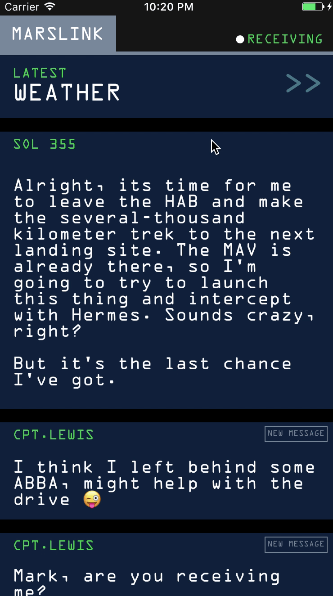 Carrier 10:20 PM
MARSLINK
RECEIVING
LATEST
WEATHER
>>
SOL 355
Alright, its time for me
to leave the HAB and make
the several-thousand
kilometer trek to the next
landing site. The MAV is
already there, so I'm
going to try to launch
this thing and intercept
with Hermes. Sounds crazy,
right?
But it's the last chance
I've got.
CPT.LEWIS NEW MESSAGE
I think I left behind some
ABBA, might help with the
drive 😜
CPT.LEWIS NEW MESSAGE
Mark, are you receiving
me?